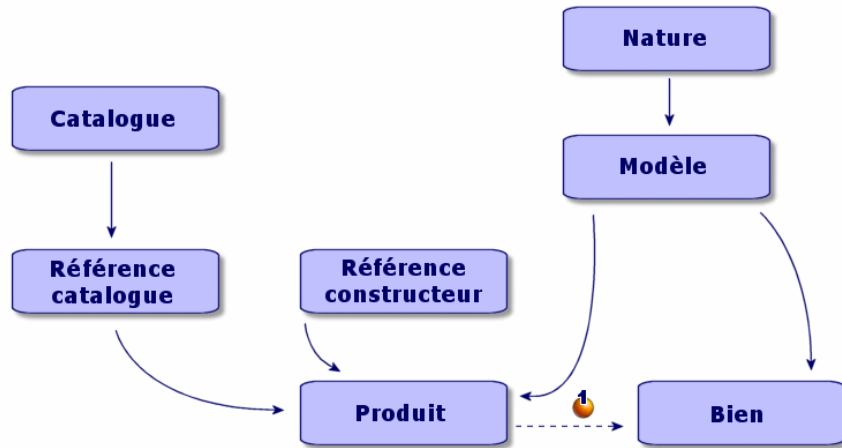 Nature
Catalogue
Modèle
Référence
catalogue
Référence
constructeur
Produit
1
Bien